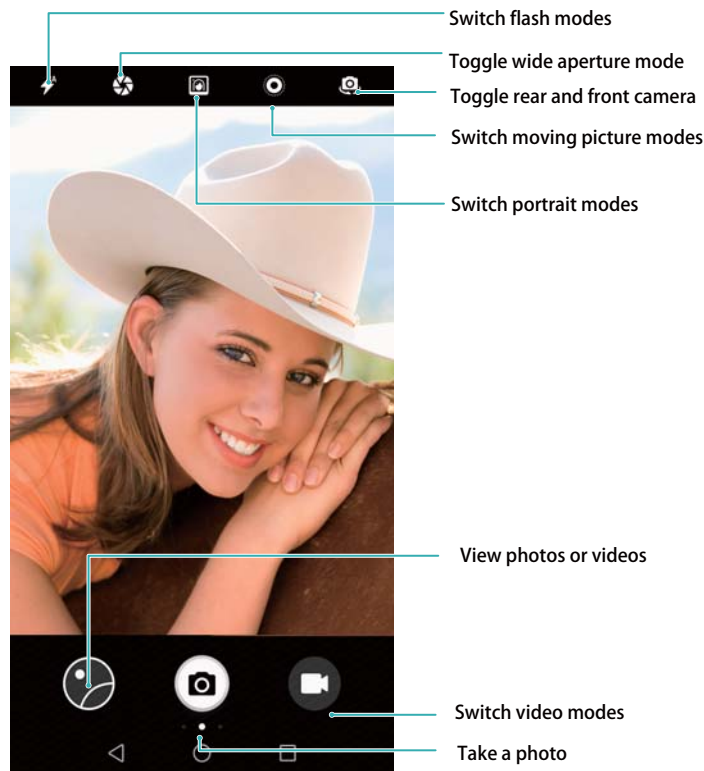 Switch flash modes
Toggle wide aperture mode
Toggle rear and front camera
Switch moving picture modes
Switch portrait modes
View photos or videos
Switch video modes
Take a photo